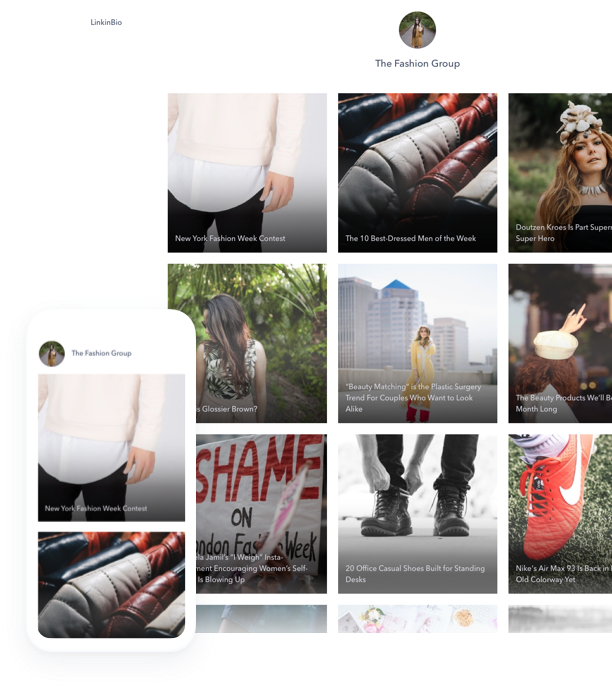 LinkinBio
The Fashion Group
New York Fashion Week Contest
The 10 Best-Dressed Men of the Week
Doutzen Kroes Is Part Super
Super Hero
is Glossier Brown?
"Beauty Matching" is the Plastic Surgery
Trend For Couples Who Want to Look
Alike
The Beauty Products We'll Be
Month Long
SHAME
ON
Fashion Week
Jamil's "I Weigh" Insta-
Encouraging Women's Self-
Is Blowing Up
20 Office Casual Shoes Built for Standing
Desks
Nike's Air Max 93 Is Back in
Old Colorway Yet
The Fashion Group
New York Fashion Week Contest